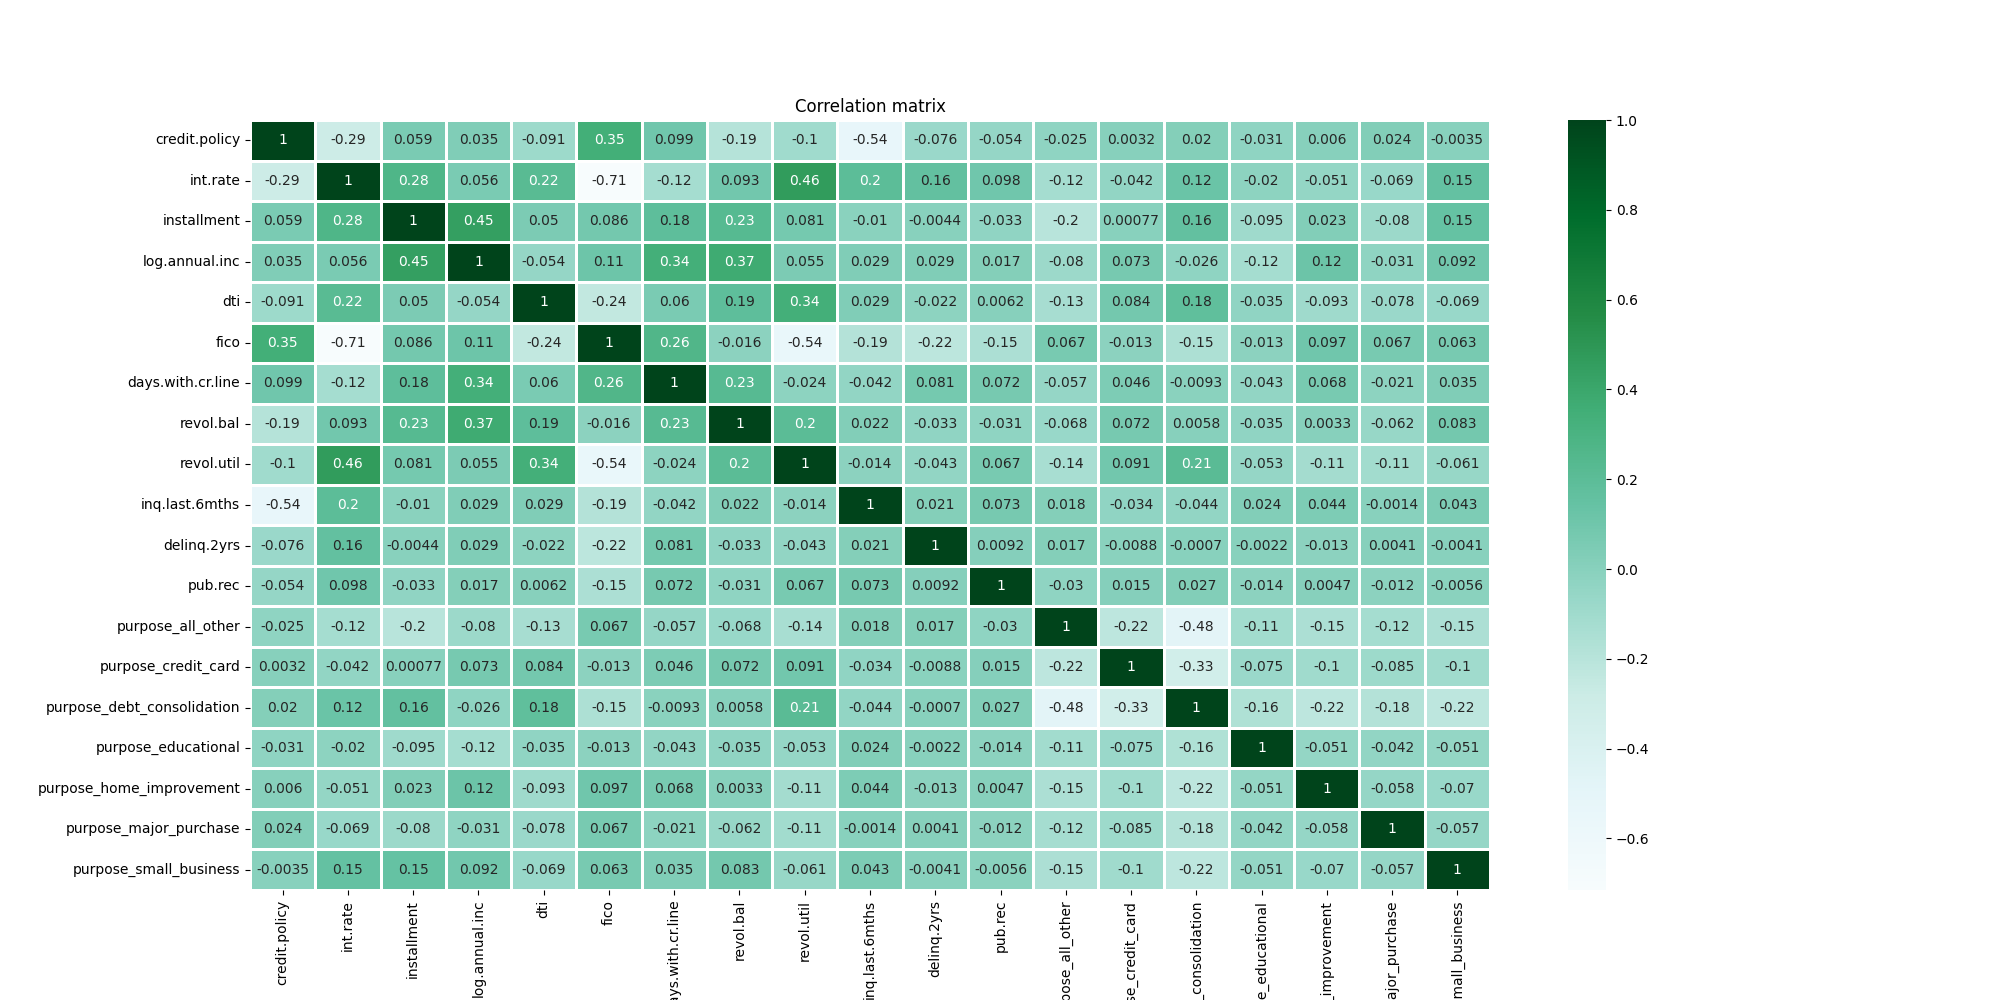 Correlation matrix
credit.policy 1 -0.29 0.059 0.035 -0.091 0.35 0.099 -0.19 -0.1 -0.54 -0.076 -0.054 -0.025 0.0032 0.02 -0.031 0.006 0.024 -0.0035
int.rate -0.29 1 0.28 0.056 0.22 -0.71 -0.12 0.093 0.46 0.2 0.16 0.098 -0.12 -0.042 0.12 -0.02 -0.051 -0.069 0.15
installment 0.059 0.28 1 0.45 0.05 0.086 0.18 0.23 0.081 -0.01 -0.0044 -0.033 -0.2 0.00077 0.16 -0.095 0.023 -0.08 0.15
log.annual.inc 0.035 0.056 0.45 1 -0.054 0.11 0.34 0.37 0.055 0.029 0.029 0.017 -0.08 0.073 -0.026 -0.12 0.12 -0.031 0.092
dti -0.091 0.22 0.05 -0.054 1 -0.24 0.06 0.19 0.34 0.029 -0.022 0.0062 -0.13 0.084 0.18 -0.035 -0.093 -0.078 -0.069
fico 0.35 -0.71 0.086 0.11 -0.24 1 0.26 -0.016 -0.54 -0.19 -0.22 -0.15 0.067 -0.013 -0.15 -0.013 0.097 0.067 0.063
days.with.cr.line 0.099 -0.12 0.18 0.34 0.06 0.26 1 0.23 -0.024 -0.042 0.081 0.072 -0.057 0.046 -0.0093 -0.043 0.068 -0.021 0.035
revol.bal -0.19 0.093 0.23 0.37 0.19 -0.016 0.23 1 0.2 0.022 -0.033 -0.031 -0.068 0.072 0.0058 -0.035 0.0033 -0.062 0.083
revol.util -0.1 0.46 0.081 0.055 0.34 -0.54 -0.024 0.2 1 -0.014 -0.043 0.067 -0.14 0.091 0.21 -0.053 -0.11 -0.11 -0.061
inq.last.6mths -0.54 0.2 -0.01 0.029 0.029 -0.19 -0.042 0.022 -0.014 1 0.021 0.073 0.018 -0.034 -0.044 0.024 0.044 -0.0014 0.043
delinq.2yrs -0.076 0.16 -0.0044 0.029 -0.022 -0.22 0.081 -0.033 -0.043 0.021 1 0.0092 0.017 -0.0088 -0.0007 -0.0022 -0.013 0.0041 -0.0041
pub.rec -0.054 0.098 -0.033 0.017 0.0062 -0.15 0.072 -0.031 0.067 0.073 0.0092 1 -0.03 0.015 0.027 -0.014 0.0047 -0.012 -0.0056
purpose_all_other -0.025 -0.12 -0.2 -0.08 -0.13 0.067 -0.057 -0.068 -0.14 0.018 0.017 -0.03 1 -0.22 -0.48 -0.11 -0.15 -0.12 -0.15
purpose_credit_card 0.0032 -0.042 0.00077 0.073 0.084 -0.013 0.046 0.072 0.091 -0.034 -0.0088 0.015 -0.22 1 -0.33 -0.075 -0.1 -0.085 -0.1
purpose_debt_consolidation 0.02 0.12 0.16 -0.026 0.18 -0.15 -0.0093 0.0058 0.21 -0.044 -0.0007 0.027 -0.48 -0.33 1 -0.16 -0.22 -0.18 -0.22
purpose_educational -0.031 -0.02 -0.095 -0.12 -0.035 -0.013 -0.043 -0.035 -0.053 0.024 -0.0022 -0.014 -0.11 -0.075 -0.16 1 -0.051 -0.042 -0.051
purpose_home_improvement 0.006 -0.051 0.023 0.12 -0.093 0.097 0.068 0.0033 -0.11 0.044 -0.013 0.0047 -0.15 -0.1 -0.22 -0.051 1 -0.058 -0.07
purpose_major_purchase 0.024 -0.069 -0.08 -0.031 -0.078 0.067 -0.021 -0.062 -0.11 -0.0014 0.0041 -0.012 -0.12 -0.085 -0.18 -0.042 -0.058 1 -0.057
purpose_small_business -0.0035 0.15 0.15 0.092 -0.069 0.063 0.035 0.083 -0.061 0.043 -0.0041 -0.0056 -0.15 -0.1 -0.22 -0.051 -0.07 -0.057 1
credit.policy
int.rate
installment
log.annual.inc
dti
fico
ays.with.cr.line
revol.bal
revol.util
inq.last.6mths
delinq.2yrs
pub.rec
pose_all_other
se_credit_card
_consolidation
e_educational
_improvement
ajor_purchase
mall_business
1.0
0.8
0.6
0.4
0.2
0.0
−0.2
−0.4
−0.6